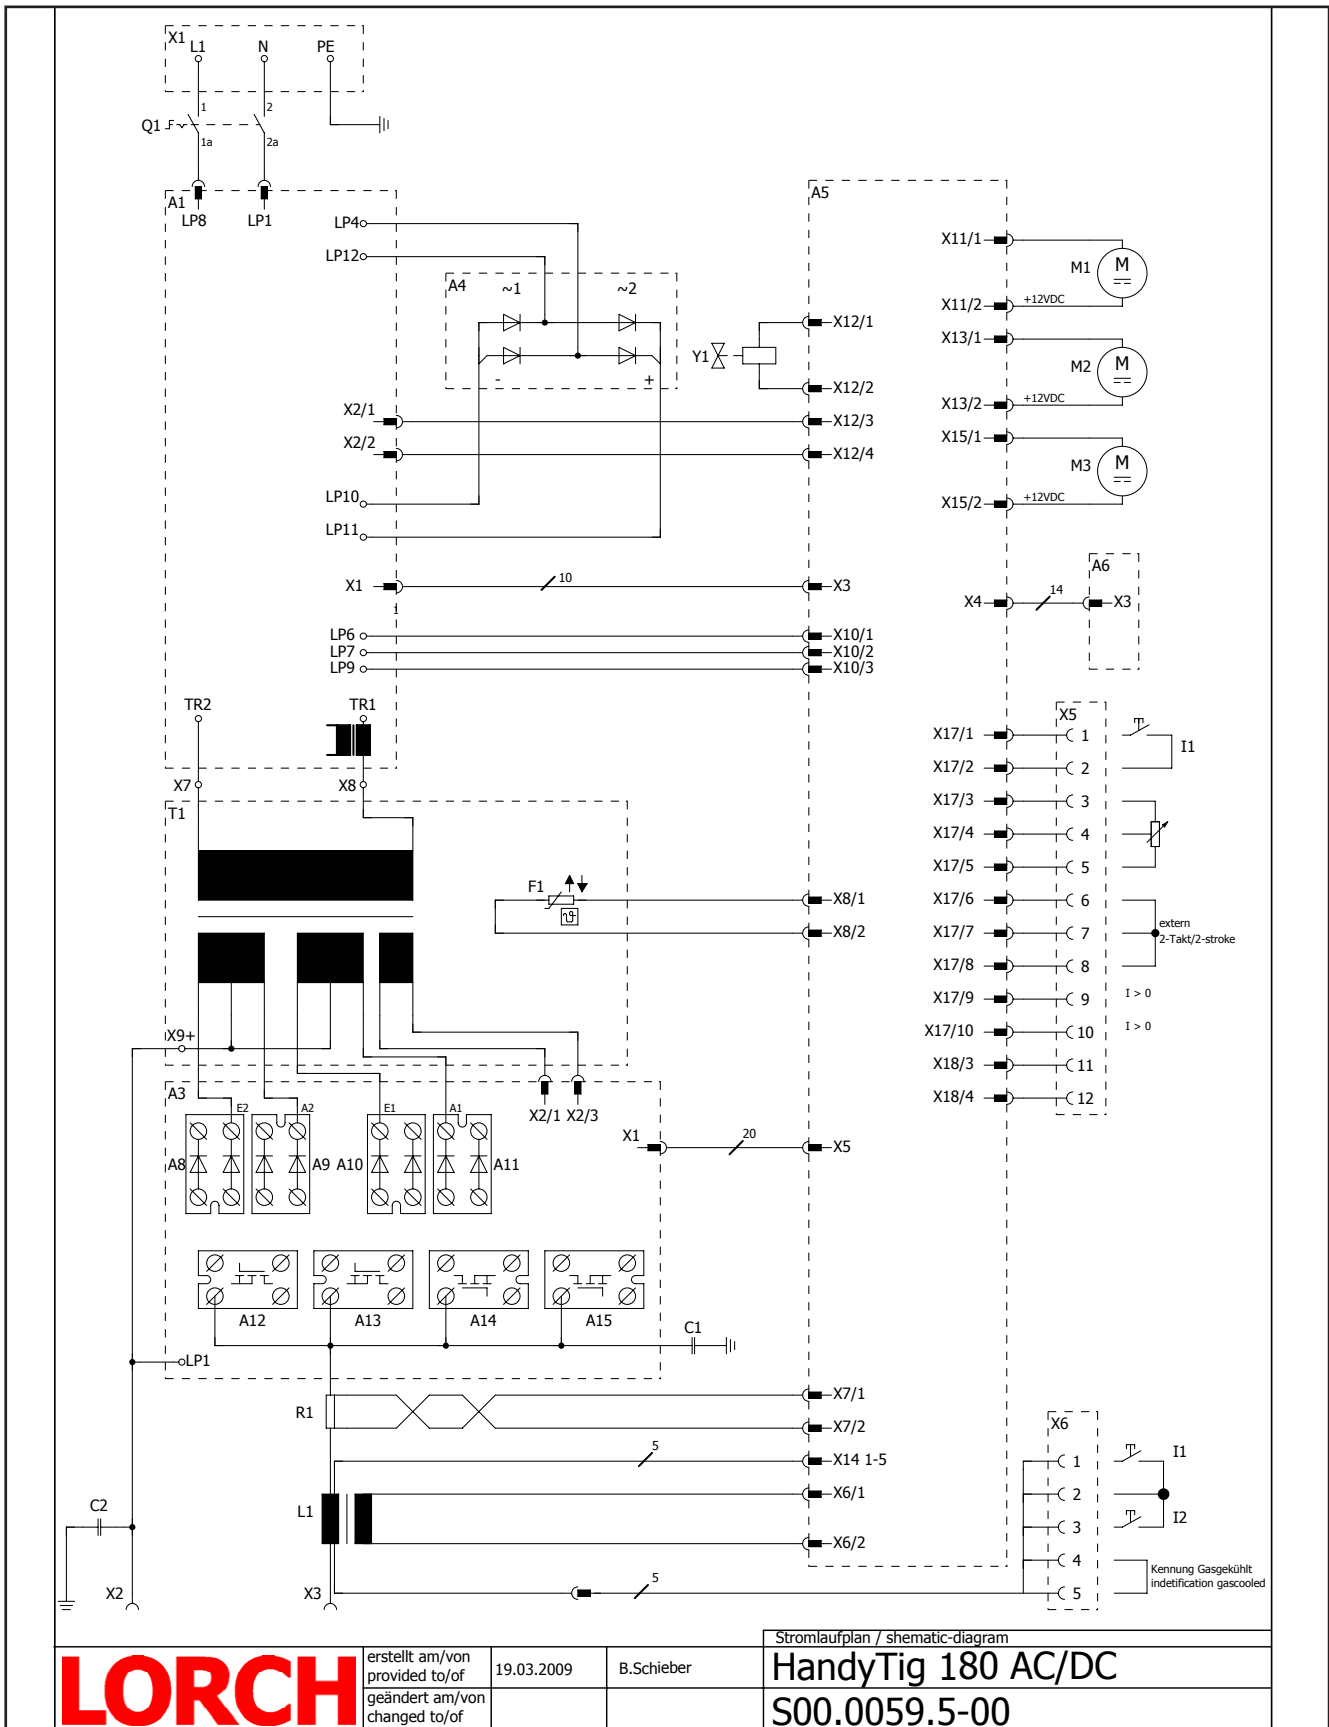 X1 L1 N PE
1 2
Q1
1a 2a
A1
LP8 LP1
LP4
LP12
A4 ~1 ~2
- +
A5
X11/1
M1 M
X11/2 +12VDC
X12/1
X13/1
Y1
M2 M
X12/2
X13/2 +12VDC
X2/1 X12/3
X15/1
X2/2 X12/4
M3 M
LP10
X15/2 +12VDC
LP11
A6
X1 10 X3
1
X4 14 X3
LP6 X10/1
LP7 X10/2
LP9 X10/3
TR2 TR1
X5
X17/1 1
I1
X17/2 2
X7 X8
T1
X17/3 3
X17/4 4
X17/5 5
F1
ϑ
X8/1
X17/6 6
extern
X8/2
X17/7 7
2-Takt/2-stroke
X17/8 8
X17/9 9 I > 0
X17/10 10 I > 0
X9+
X18/3 11
X18/4 12
A3
X2/1 X2/3
E2 A2 E1 A1
X1 20 X5
A8 A9 A10 A11
A12 A13 A14 A15
C1
LP1
X7/1
R1
X7/2
X6
5
X14 1-5
1 I1
X6/1
2
L1
C2
3 I2
X6/2
4
Kennung Gasgekühlt
indetification gascooled
X2 X3 5 5
Stromlaufplan / shematic-diagram
LORCH
erstellt am/von
provided to/of
19.03.2009 B.Schieber
HandyTig 180 AC/DC
geändert am/von
changed to/of
S00.0059.5-00